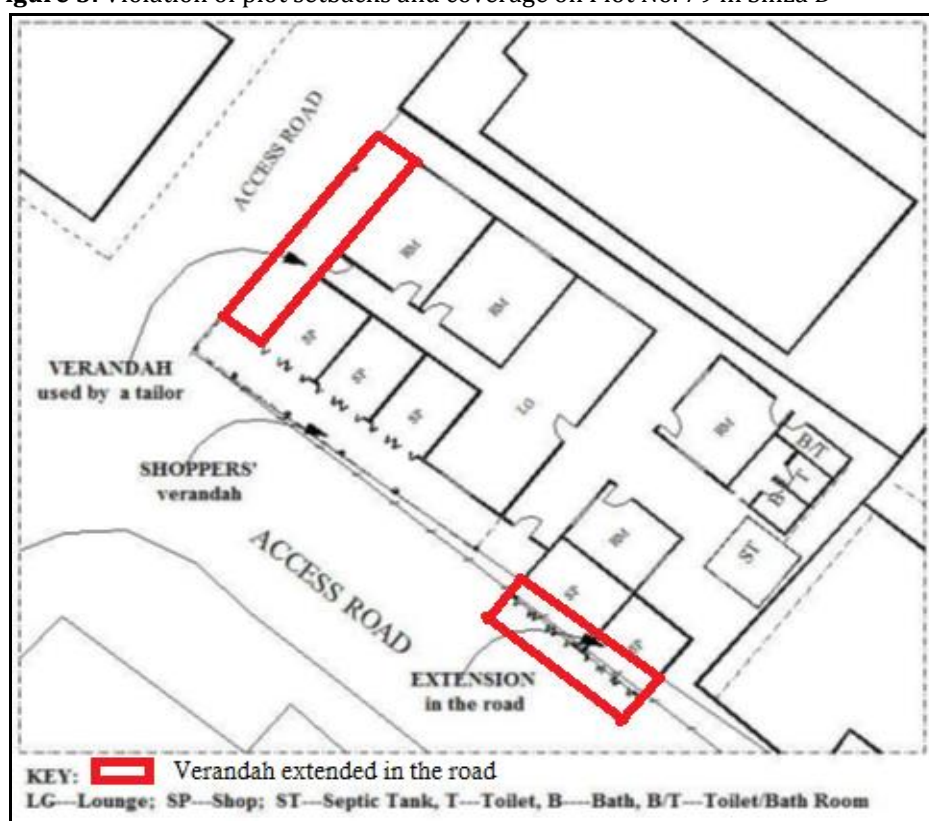 Figure 3: Violation of plot setbacks and coverage on Plot No. 79 in Sinza B
ACCESS ROAD
RM
RM
SP
SP
SP
LG
RM
B/T
T
B
ST
RM
SP
SP
VERANDAH
used by a tailor
SHOPPERS'
verandah
ACCESS ROAD
EXTENSION
in the road
KEY: Verandah extended in the road
LG---Lounge; SP---Shop; ST---Septic Tank, T---Toilet, B----Bath, B/T---Toilet/Bath Room